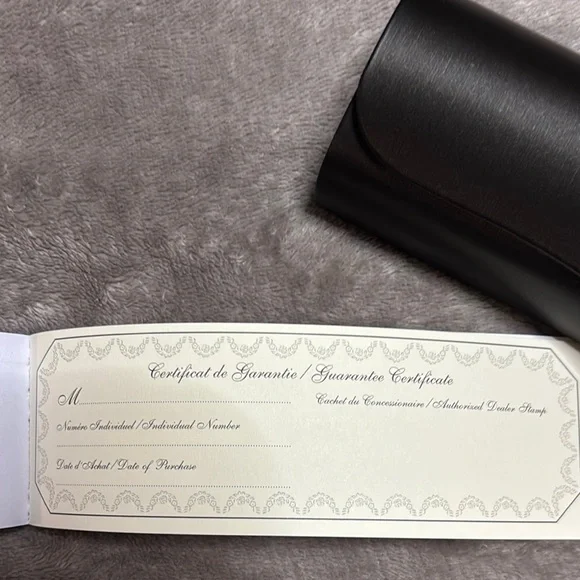 Certificat de Garantie / Guarantee Certificate
M
Cachet du Concessionaire / Authorized Dealer Stamp
Numéro Individuel / Individual Number
Date d'Achat / Date of Purchase